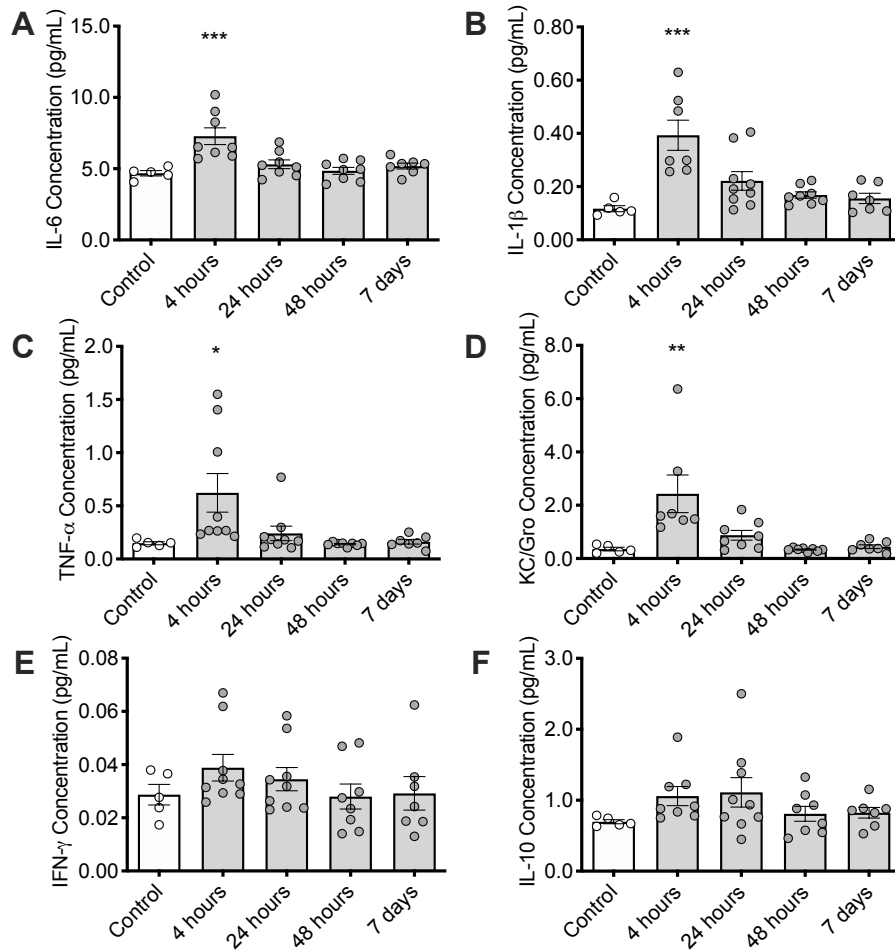 A
IL-6 Concentration (pg/mL)
15.0
10.0
5.0
0.0
***
Control
4 hours
24 hours
48 hours
7 days
B
IL-1β Concentration (pg/mL)
0.80
0.60
0.40
0.20
0.00
***
Control
4 hours
24 hours
48 hours
7 days
C
TNF-α Concentration (pg/mL)
2.0
1.5
1.0
0.5
0.0
*
Control
4 hours
24 hours
48 hours
7 days
D
KC/Gro Concentration (pg/mL)
8.0
6.0
4.0
2.0
0.0
**
Control
4 hours
24 hours
48 hours
7 days
E
IFN-γ Concentration (pg/mL)
0.08
0.06
0.04
0.02
0.00
Control
4 hours
24 hours
48 hours
7 days
F
IL-10 Concentration (pg/mL)
3.0
2.0
1.0
0.0
Control
4 hours
24 hours
48 hours
7 days